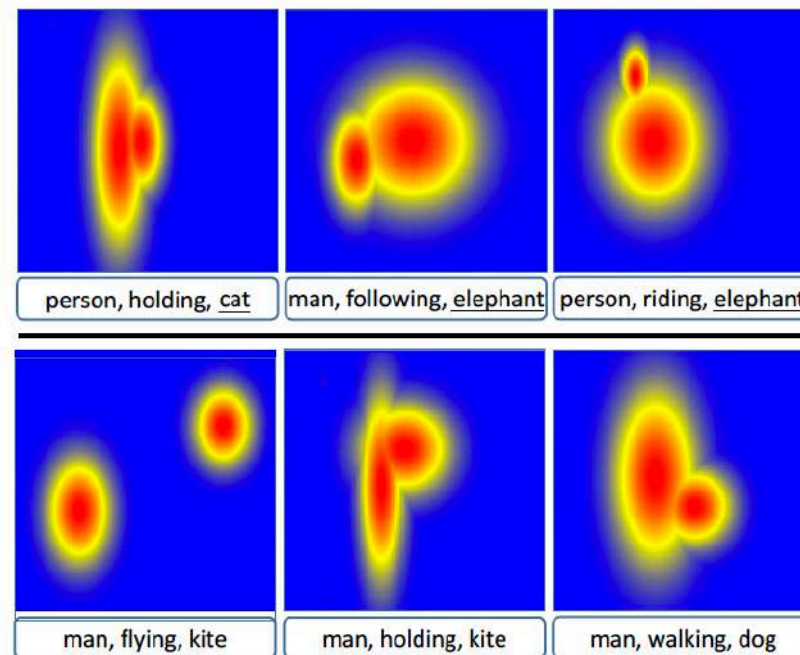 person, holding, cat
man, following, elephant
person, riding, elephant
man, flying, kite
man, holding, kite
man, walking, dog